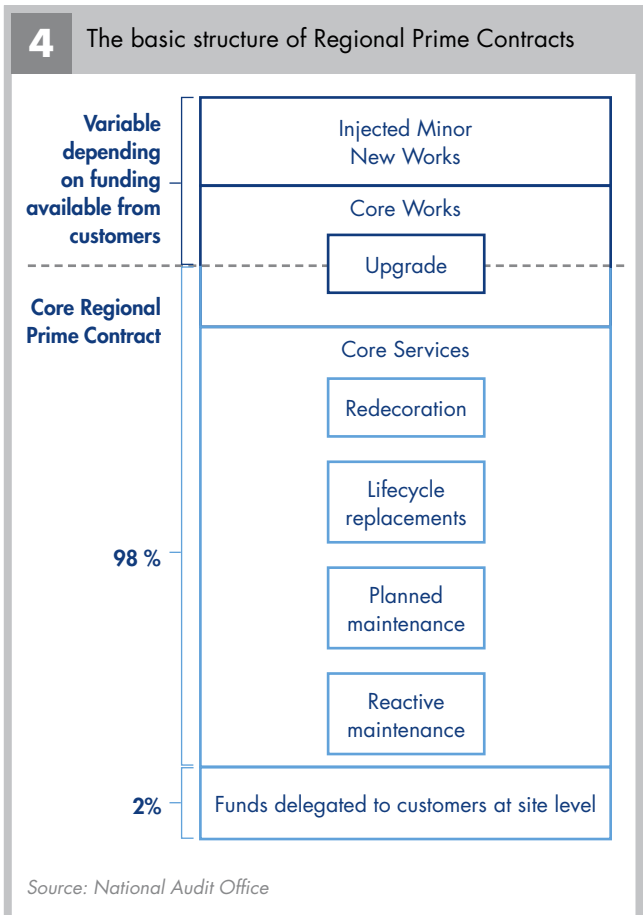 4
The basic structure of Regional Prime Contracts
Variable
depending
on funding
available from
customers
Injected Minor
New Works
Core Works
Upgrade
Core Regional
Prime Contract
Core Services
Redecoration
Lifecycle
replacements
98 %
Planned
maintenance
Reactive
maintenance
2%
Funds delegated to customers at site level
Source: National Audit Office